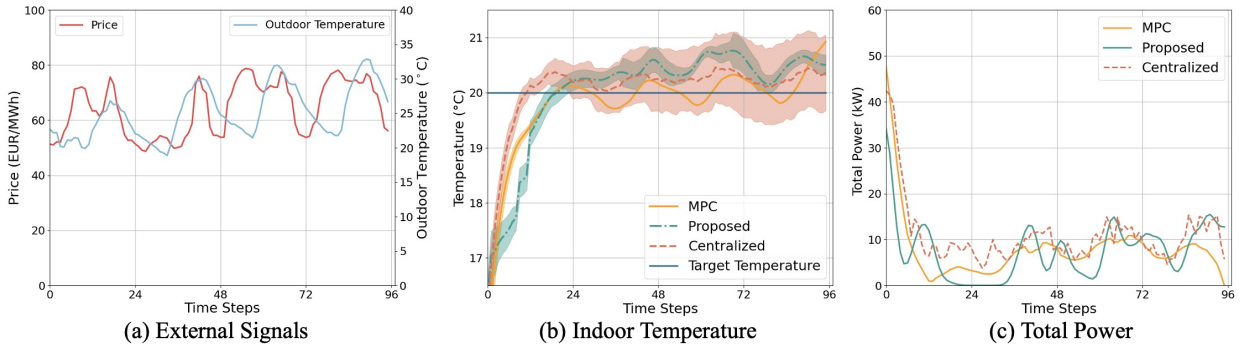 Price
Outdoor Temperature
100
80
60
40
20
0
Price (EUR/MWh)
40
35
30
25
20
15
10
5
0
Outdoor Temperature (°C)
0
24
48
72
96
Time Steps
(a) External Signals
21
20
19
18
17
Temperature (°C)
MPC
Proposed
Centralized
Target Temperature
0
24
48
72
96
Time Steps
(b) Indoor Temperature
60
50
40
30
20
10
0
Total Power (kW)
MPC
Proposed
Centralized
0
24
48
72
96
Time Steps
(c) Total Power